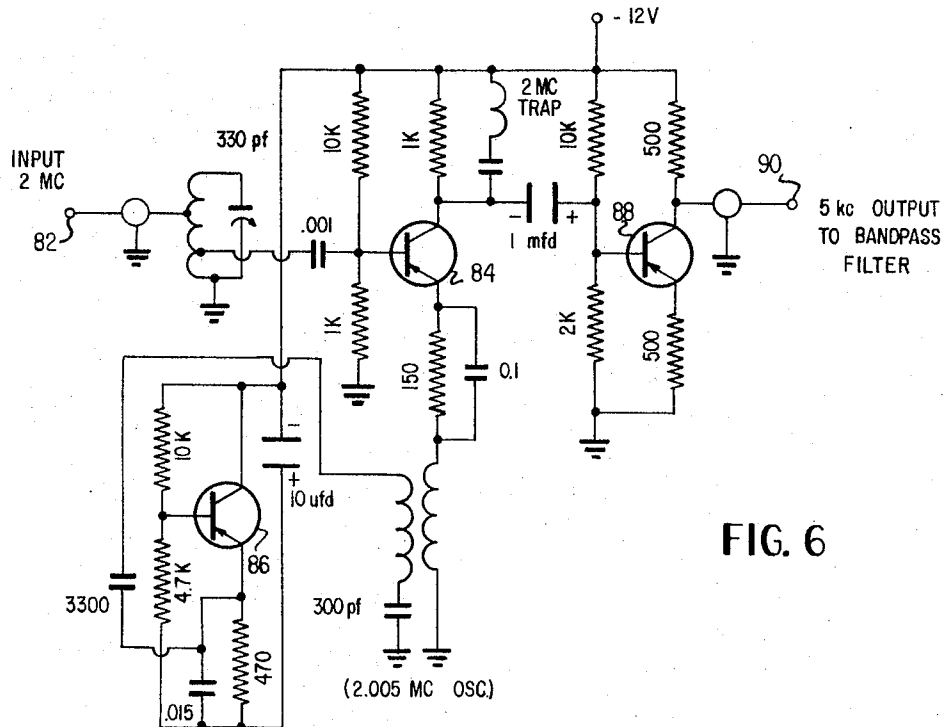 - 12V
2 MC
TRAP
330 pf
10K
1K
10K
500
INPUT
2 MC
90
82
.001
-
+
1 mfd
88
5 kc OUTPUT
TO BANDPASS
FILTER
84
1K
2K
500
150
0.1
10K
-
+
10 ufd
86
4.7K
3300
300 pf
470
.015
(2.005 MC OSC.)
FIG. 6